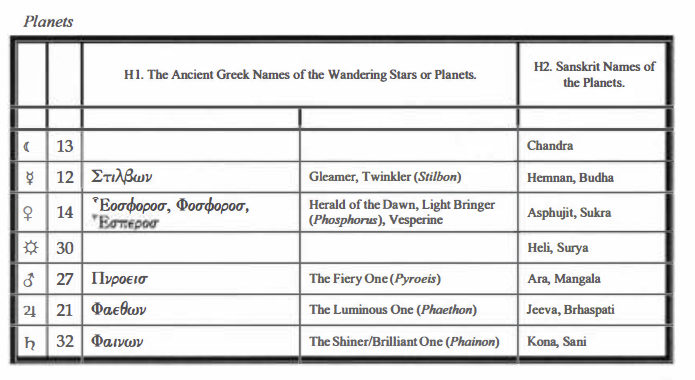 Planets
H1. The Ancient Greek Names of the Wandering Stars or Planets.
H2. Sanskrit Names of the Planets.
☾ 13 Chandra
☿ 12 Στιλβων Gleamer, Twinkler (Stilbon) Hemnan, Budha
♀ 14 Ἑοσφοροσ, Φοσφοροσ, Ἑσπεροσ Herald of the Dawn, Light Bringer (Phosphorus), Vesperine Asphujit, Sukra
☼ 30 Heli, Surya
♂ 27 Πυροεισ The Fiery One (Pyroeis) Ara, Mangala
♃ 21 Φαεθων The Luminous One (Phaethon) Jeeva, Brhaspati
♄ 32 Φαινων The Shiner/Brilliant One (Phainon) Kona, Sani